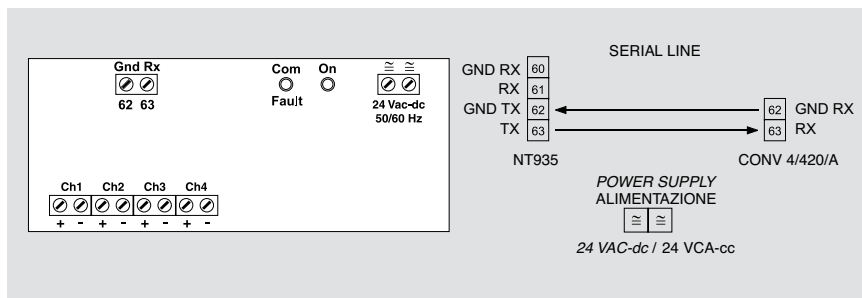 Gnd Rx
62 63
Com On
Fault
≅ ≅
24 Vac-dc
50/60 Hz
Ch1 Ch2 Ch3 Ch4
+ - + - + - + -
SERIAL LINE
GND RX 60
RX 61
GND TX 62
TX 63
NT935
62 GND RX
63 RX
CONV 4/420/A
POWER SUPPLY
ALIMENTAZIONE
≅ ≅
24 VAC-dc / 24 VCA-cc